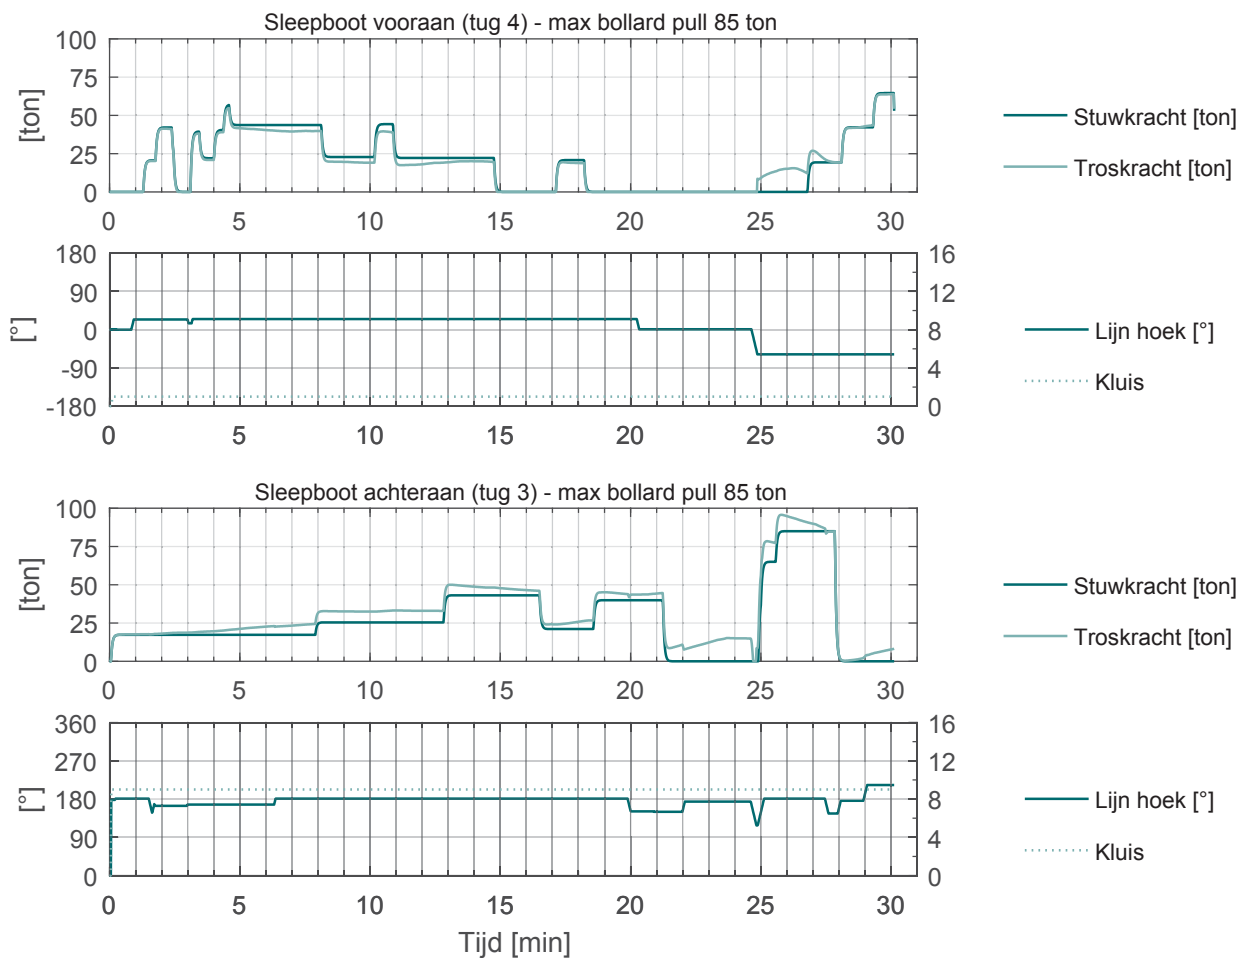 Sleepboot vooraan (tug 4) - max bollard pull 85 ton
100
75
50
25
0
[ton]
0 5 10 15 20 25 30
Stuwkracht [ton]
Troskracht [ton]
180
90
0
-90
-180
[°]
16
12
8
4
0
0 5 10 15 20 25 30
Lijn hoek [°]
Kluis
Sleepboot achteraan (tug 3) - max bollard pull 85 ton
100
75
50
25
0
[ton]
0 5 10 15 20 25 30
Stuwkracht [ton]
Troskracht [ton]
360
270
180
90
0
[°]
16
12
8
4
0
0 5 10 15 20 25 30
Lijn hoek [°]
Kluis
Tijd [min]